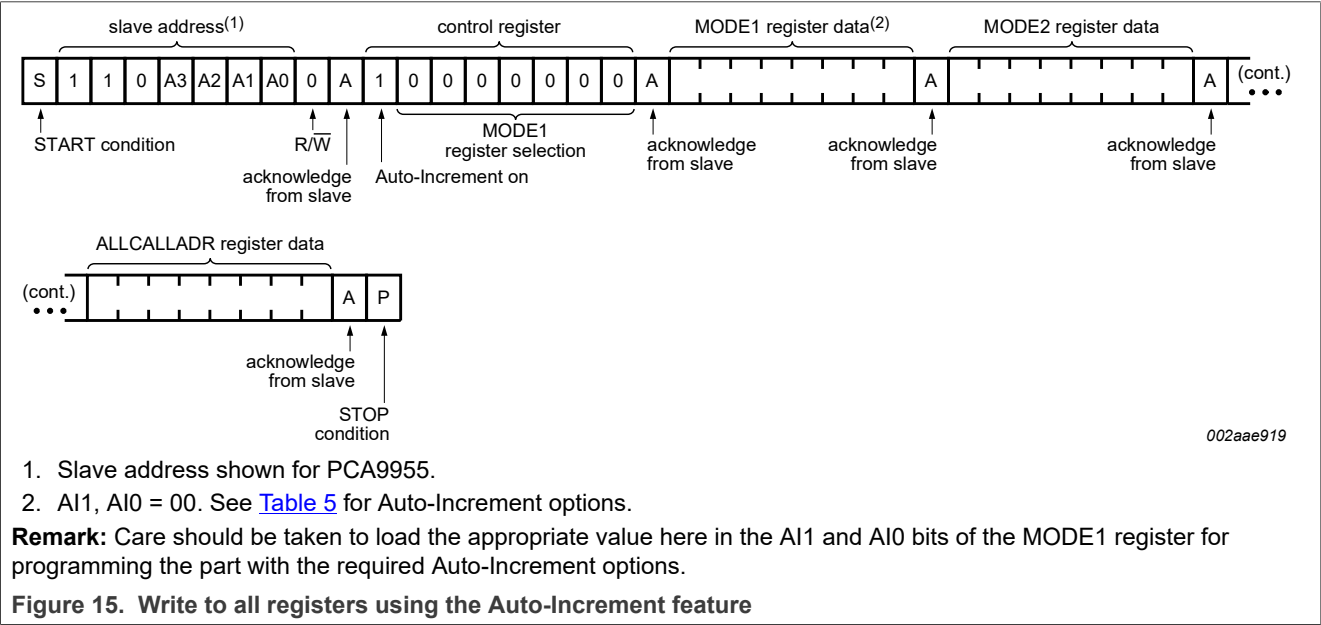 slave address(1) control register MODE1 register data(2) MODE2 register data
S 1 1 0 A3 A2 A1 A0 0 A 1 0 0 0 0 0 0 0 A A A (cont.)
START condition R/W̅ MODE1 register selection acknowledge from slave acknowledge from slave acknowledge from slave
acknowledge from slave Auto-Increment on
ALLCALLADR register data
(cont.) A P
acknowledge
from slave
STOP
condition
002aae919
1. Slave address shown for PCA9955.
2. AI1, AI0 = 00. See Table 5 for Auto-Increment options.
Remark: Care should be taken to load the appropriate value here in the AI1 and AI0 bits of the MODE1 register for
programming the part with the required Auto-Increment options.
Figure 15. Write to all registers using the Auto-Increment feature